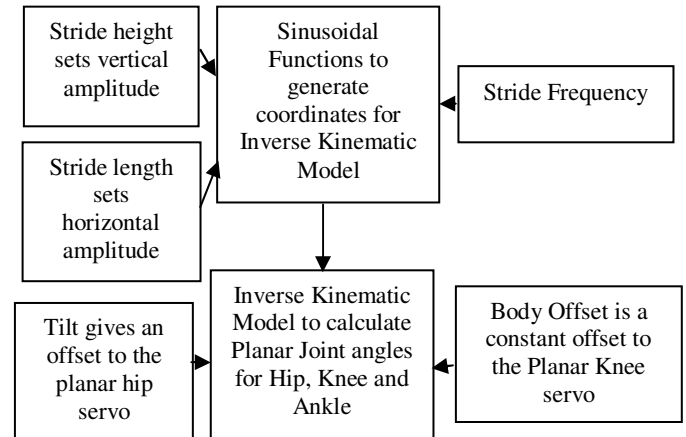 Stride height
sets vertical
amplitude
Sinusoidal
Functions to
generate
coordinates for
Inverse Kinematic
Model
Stride Frequency
Stride length
sets
horizontal
amplitude
Tilt gives an
offset to the
planar hip
servo
Inverse Kinematic
Model to calculate
Planar Joint angles
for Hip, Knee and
Ankle
Body Offset is a
constant offset to
the Planar Knee
servo